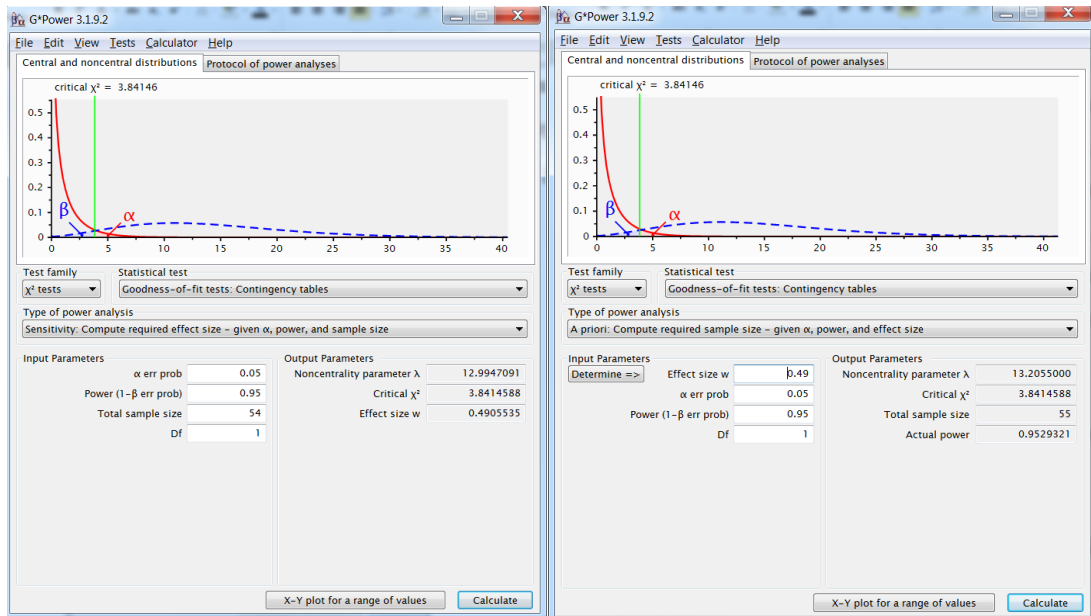 G*Power 3.1.9.2
File Edit View Tests Calculator Help
Central and noncentral distributions Protocol of power analyses
critical χ² = 3.84146
0.5
0.4
0.3
0.2
0.1
0
β
α
0 5 10 15 20 25 30 35 40
Test family Statistical test
χ² tests Goodness-of-fit tests: Contingency tables
Type of power analysis
Sensitivity: Compute required effect size – given α, power, and sample size
Input Parameters Output Parameters
α err prob 0.05 Noncentrality parameter λ 12.9947091
Power (1-β err prob) 0.95 Critical χ² 3.8414588
Total sample size 54 Effect size w 0.4905535
Df 1
X-Y plot for a range of values Calculate
G*Power 3.1.9.2
File Edit View Tests Calculator Help
Central and noncentral distributions Protocol of power analyses
critical χ² = 3.84146
0.5
0.4
0.3
0.2
0.1
0
β
α
0 5 10 15 20 25 30 35 40
Test family Statistical test
χ² tests Goodness-of-fit tests: Contingency tables
Type of power analysis
A priori: Compute required sample size – given α, power, and effect size
Input Parameters Output Parameters
Determine => Effect size w 0.49 Noncentrality parameter λ 13.2055000
α err prob 0.05 Critical χ² 3.8414588
Power (1-β err prob) 0.95 Total sample size 55
Df 1 Actual power 0.9529321
X-Y plot for a range of values Calculate